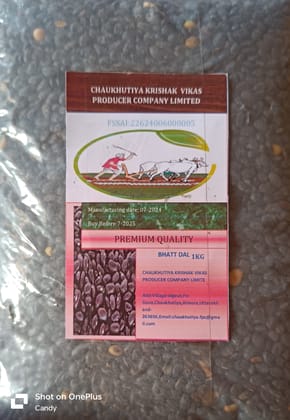 CHAUKHUTIYA KRISHAK VIKAS
PRODUCER COMPANY LIMITED
FSSAI:22624006000005
Manufacturing date: 07-2024
Buy Before 7-2025
PREMIUM QUALITY
BHATT DAL 1KG
CHAUKHUTIYA KRISHAK VIKAS
PRODUCER COMPANY LIMITE
Shot on OnePlus
Candy